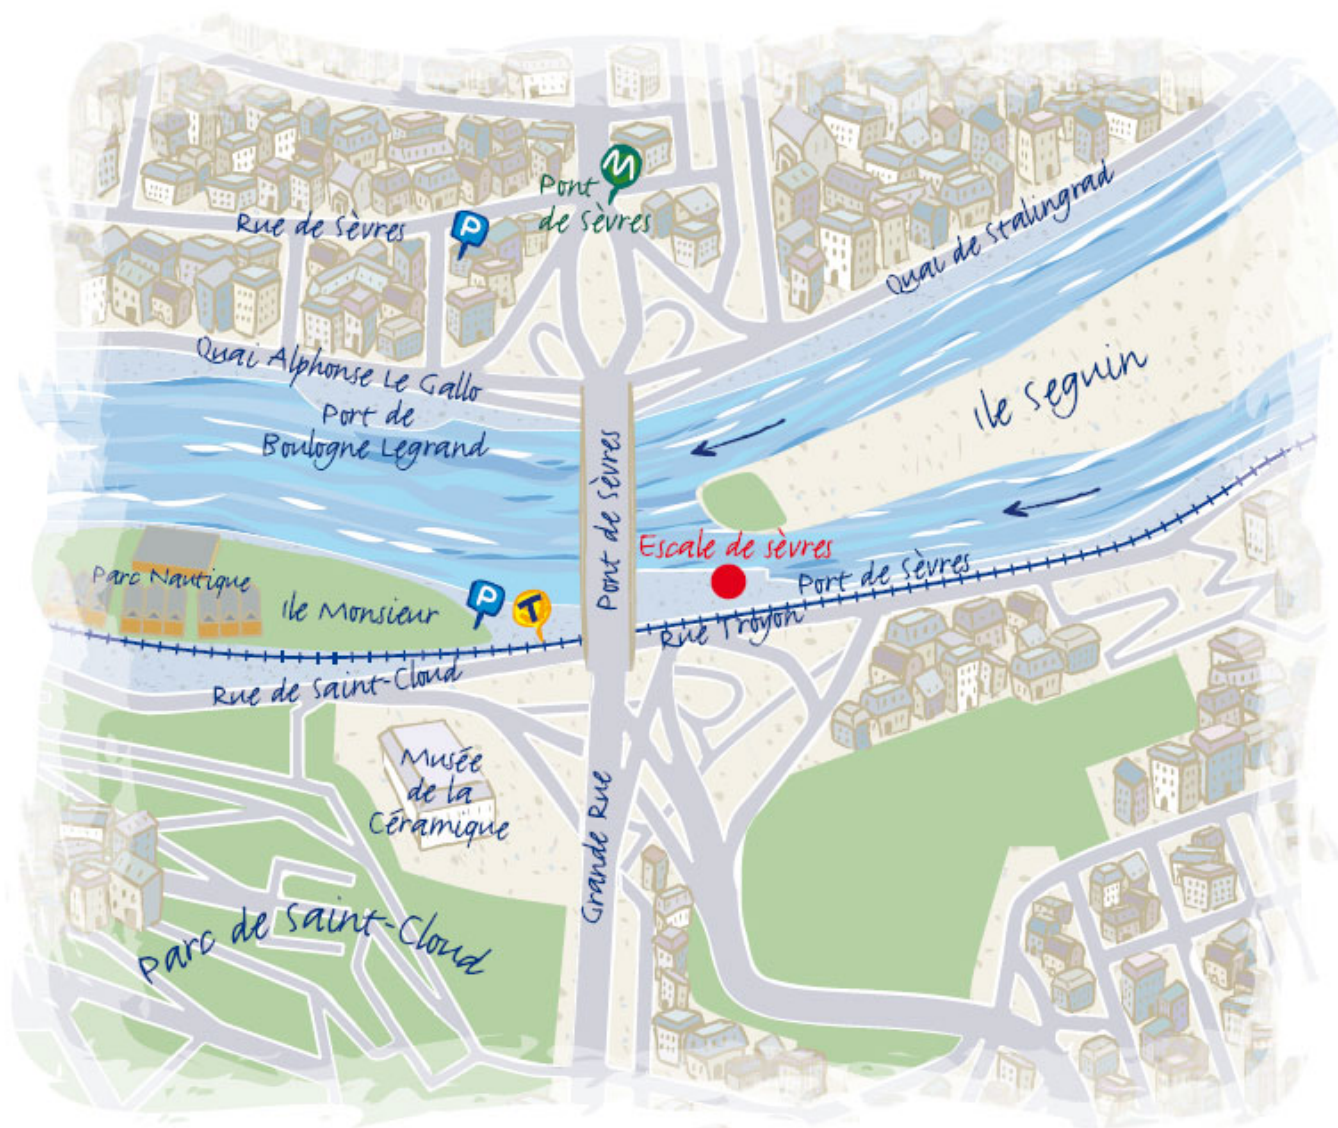 M
Pont
de Sèvres
Rue de Sèvres
P
Quai de Stalingrad
Quai Alphonse Le Gallo
Port de
Boulogne Legrand
Ile Seguin
Pont de Sèvres
Escale de sèvres
Port de Sèvres
Parc Nautique
Ile Monsieur
P
T
Rue Troyon
Rue de Saint-Cloud
Musée
de la
Céramique
Grande Rue
Parc de Saint-Cloud